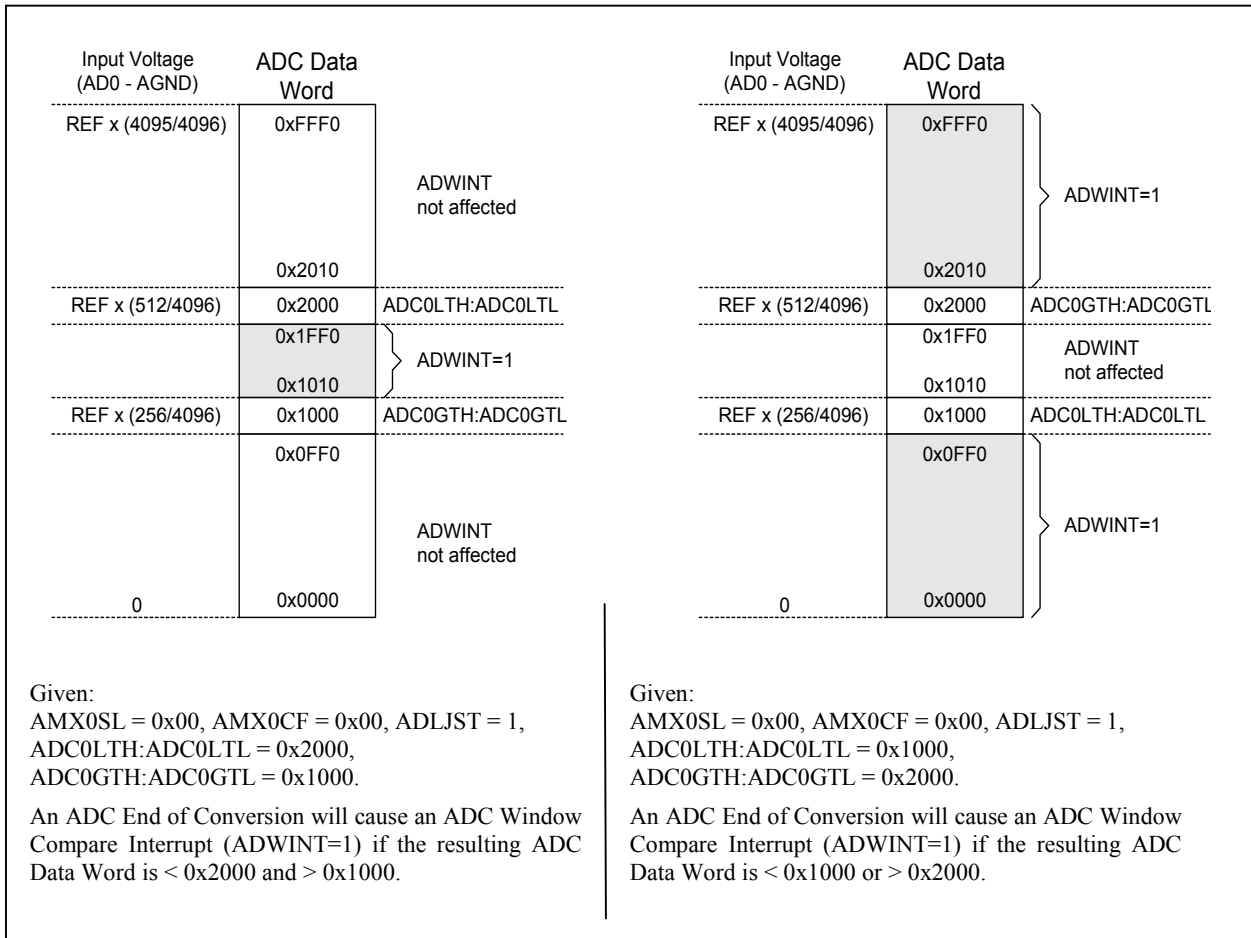 Input Voltage
(AD0 - AGND)
ADC Data
Word
REF x (4095/4096)
0xFFF0
ADWINT
not affected
0x2010
REF x (512/4096)
0x2000
ADC0LTH:ADC0LTL
0x1FF0
ADWINT=1
0x1010
REF x (256/4096)
0x1000
ADC0GTH:ADC0GTL
0x0FF0
ADWINT
not affected
0
0x0000
Given:
AMX0SL = 0x00, AMX0CF = 0x00, ADLJST = 1,
ADC0LTH:ADC0LTL = 0x2000,
ADC0GTH:ADC0GTL = 0x1000.
An ADC End of Conversion will cause an ADC Window
Compare Interrupt (ADWINT=1) if the resulting ADC
Data Word is < 0x2000 and > 0x1000.
Input Voltage
(AD0 - AGND)
ADC Data
Word
REF x (4095/4096)
0xFFF0
ADWINT=1
0x2010
REF x (512/4096)
0x2000
ADC0GTH:ADC0GTL
0x1FF0
ADWINT
not affected
0x1010
REF x (256/4096)
0x1000
ADC0LTH:ADC0LTL
0x0FF0
ADWINT=1
0
0x0000
Given:
AMX0SL = 0x00, AMX0CF = 0x00, ADLJST = 1,
ADC0LTH:ADC0LTL = 0x1000,
ADC0GTH:ADC0GTL = 0x2000.
An ADC End of Conversion will cause an ADC Window
Compare Interrupt (ADWINT=1) if the resulting ADC
Data Word is < 0x1000 or > 0x2000.